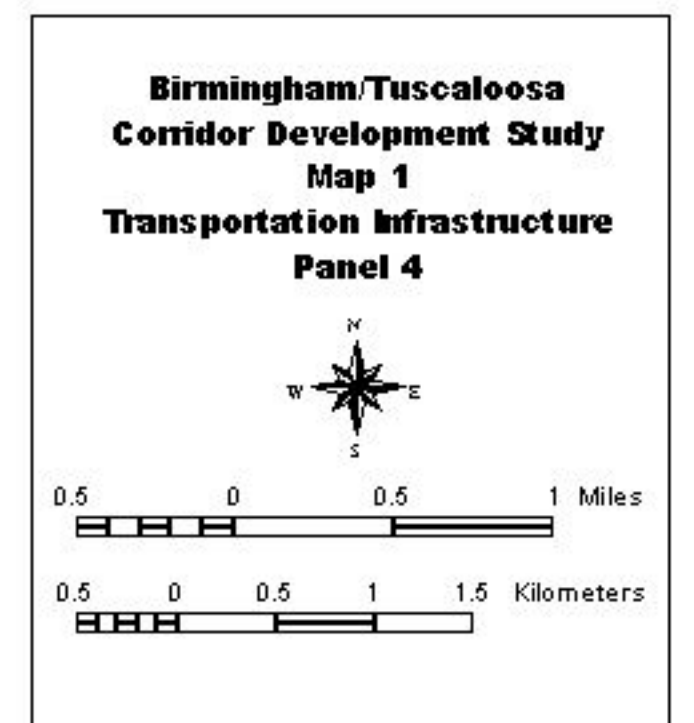 Birmingham/Tuscaloosa
Corridor Development Study
Map 1
Transportation Infrastructure
Panel 4
N
W E
S
0.5 0 0.5 1 Miles
0.5 0 0.5 1 1.5 Kilometers